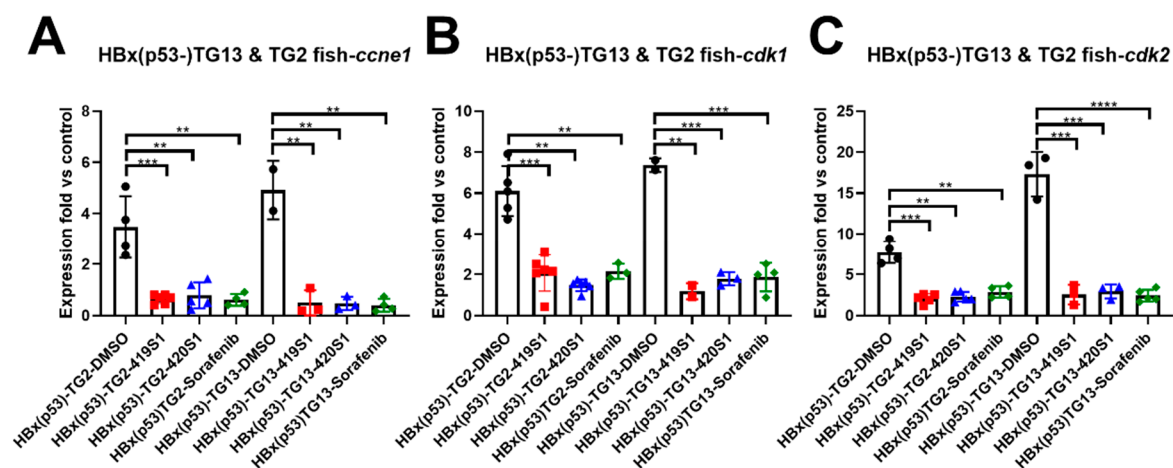 A
HBx(p53-)TG13 & TG2 fish-ccne1
Expression fold vs control
8
6
4
2
0
**
**
***
**
**
**
HBx(p53)-TG2-DMSO
HBx(p53)-TG2-419S1
HBx(p53)-TG2-420S1
HBx(p53)TG2-Sorafenib
HBx(p53)-TG13-DMSO
HBx(p53)-TG13-419S1
HBx(p53)-TG13-420S1
HBx(p53)TG13-Sorafenib
B
HBx(p53-)TG13 & TG2 fish-cdk1
Expression fold vs control
10
8
6
4
2
0
**
**
***
***
***
**
HBx(p53)-TG2-DMSO
HBx(p53)-TG2-419S1
HBx(p53)-TG2-420S1
HBx(p53)TG2-Sorafenib
HBx(p53)-TG13-DMSO
HBx(p53)-TG13-419S1
HBx(p53)-TG13-420S1
HBx(p53)TG13-Sorafenib
C
HBx(p53-)TG13 & TG2 fish-cdk2
Expression fold vs control
25
20
15
10
5
0
**
**
***
****
***
***
HBx(p53)-TG2-DMSO
HBx(p53)-TG2-419S1
HBx(p53)-TG2-420S1
HBx(p53)TG2-Sorafenib
HBx(p53)-TG13-DMSO
HBx(p53)-TG13-419S1
HBx(p53)-TG13-420S1
HBx(p53)TG13-Sorafenib